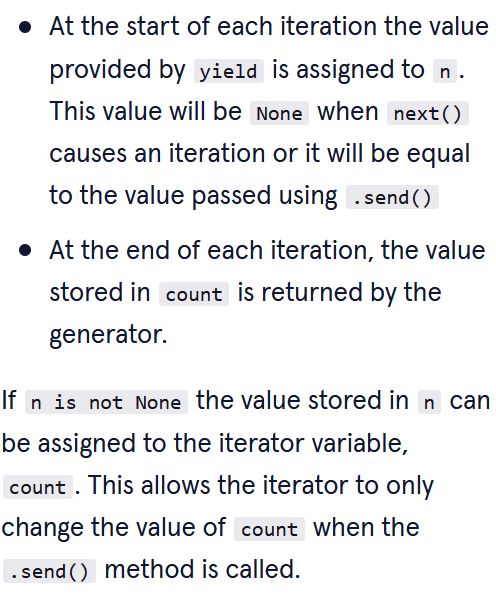 • At the start of each iteration the value
provided by yield is assigned to n.
This value will be None when next()
causes an iteration or it will be equal
to the value passed using .send()
• At the end of each iteration, the value
stored in count is returned by the
generator.
If n is not None the value stored in n can
be assigned to the iterator variable,
count. This allows the iterator to only
change the value of count when the
.send() method is called.